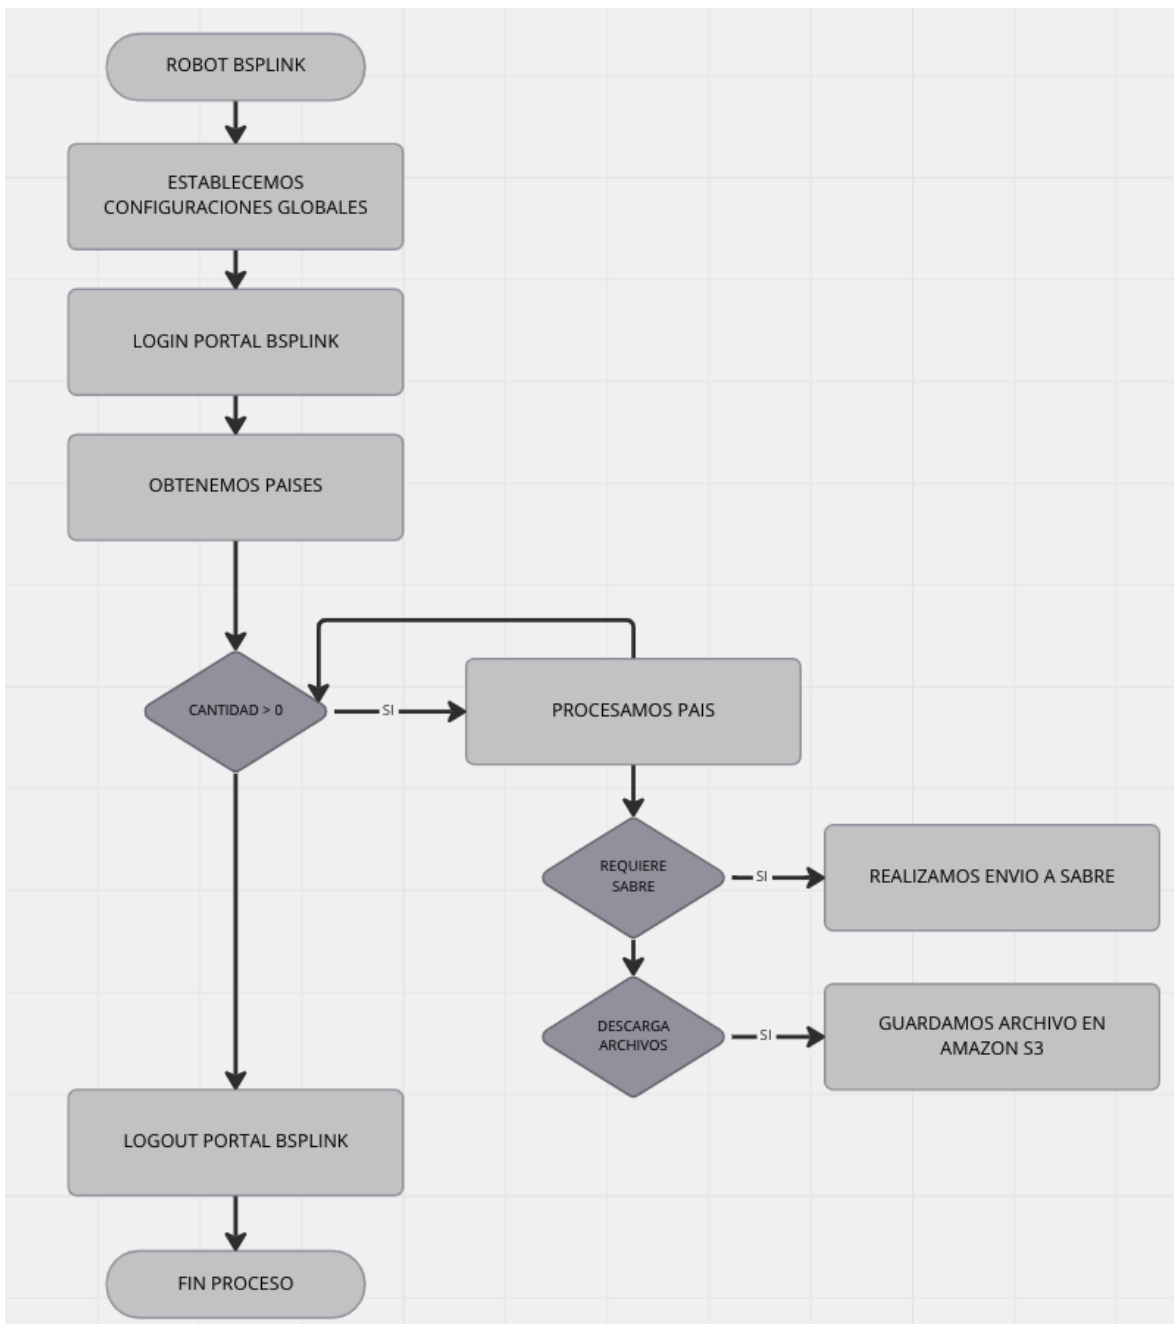 ROBOT BSPLINK
ESTABLECEMOS
CONFIGURACIONES GLOBALES
LOGIN PORTAL BSPLINK
OBTENEMOS PAISES
CANTIDAD > 0
SI
PROCESAMOS PAIS
REQUIERE
SABRE
SI
REALIZAMOS ENVIO A SABRE
DESCARGA
ARCHIVOS
SI
GUARDAMOS ARCHIVO EN
AMAZON S3
LOGOUT PORTAL BSPLINK
FIN PROCESO